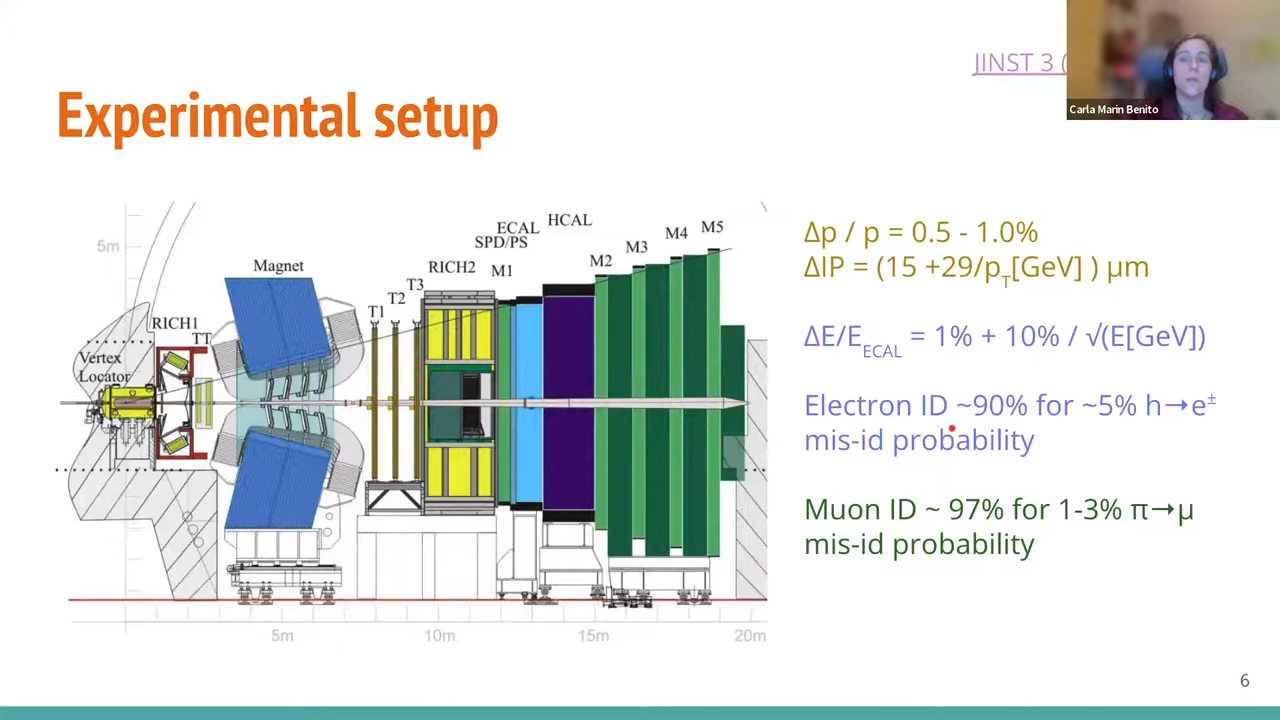 JINST 3 (
Carla Marin Benito
Experimental setup
5m
Magnet
RICH1
TT
Vertex
Locator
T1
T2
T3
RICH2
M1
SPD/PS
ECAL
HCAL
M2
M3
M4
M5
5m
10m
15m
20m
Δp / p = 0.5 - 1.0%
ΔIP = (15 +29/pT[GeV] ) μm
ΔE/EECAL = 1% + 10% / √(E[GeV])
Electron ID ~90% for ~5% h→e±
mis-id probability
Muon ID ~ 97% for 1-3% π→μ
mis-id probability
6